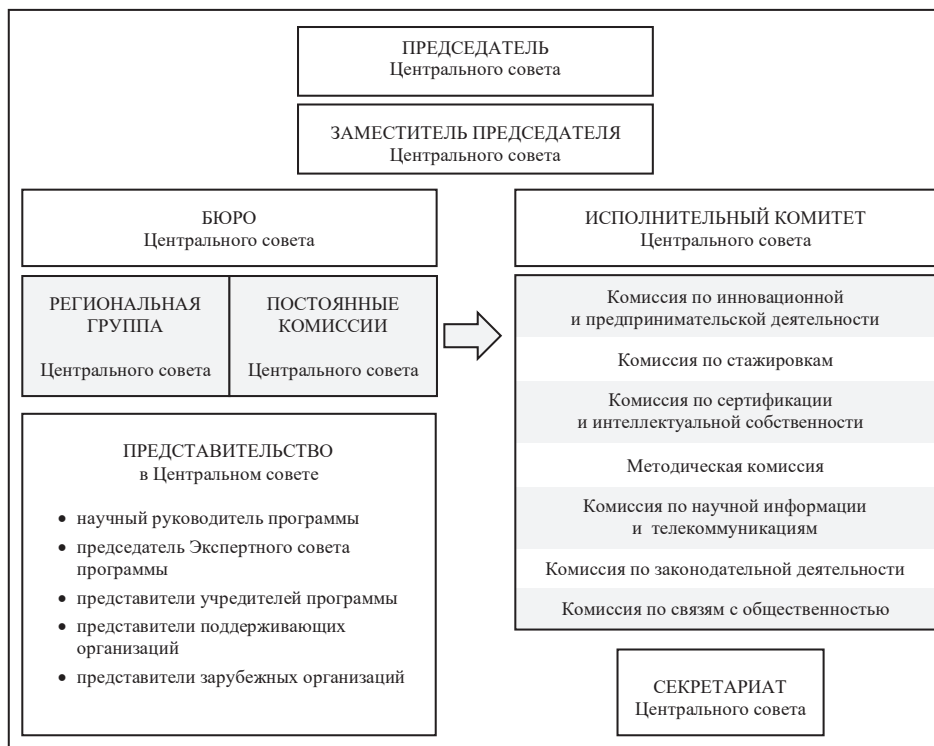 ПРЕДСЕДАТЕЛЬ
Центрального совета
ЗАМЕСТИТЕЛЬ ПРЕДСЕДАТЕЛЯ
Центрального совета
БЮРО
Центрального совета
РЕГИОНАЛЬНАЯ
ГРУППА
Центрального совета
ПОСТОЯННЫЕ
КОМИССИИ
Центрального совета
ПРЕДСТАВИТЕЛЬСТВО
в Центральном совете
• научный руководитель программы
• председатель Экспертного совета
программы
• представители учредителей программы
• представители поддерживающих
организаций
• представители зарубежных организаций
ИСПОЛНИТЕЛЬНЫЙ КОМИТЕТ
Центрального совета
Комиссия по инновационной
и предпринимательской деятельности
Комиссия по стажировкам
Комиссия по сертификации
и интеллектуальной собственности
Методическая комиссия
Комиссия по научной информации
и телекоммуникациям
Комиссия по законодательной деятельности
Комиссия по связям с общественностью
СЕКРЕТАРИАТ
Центрального совета